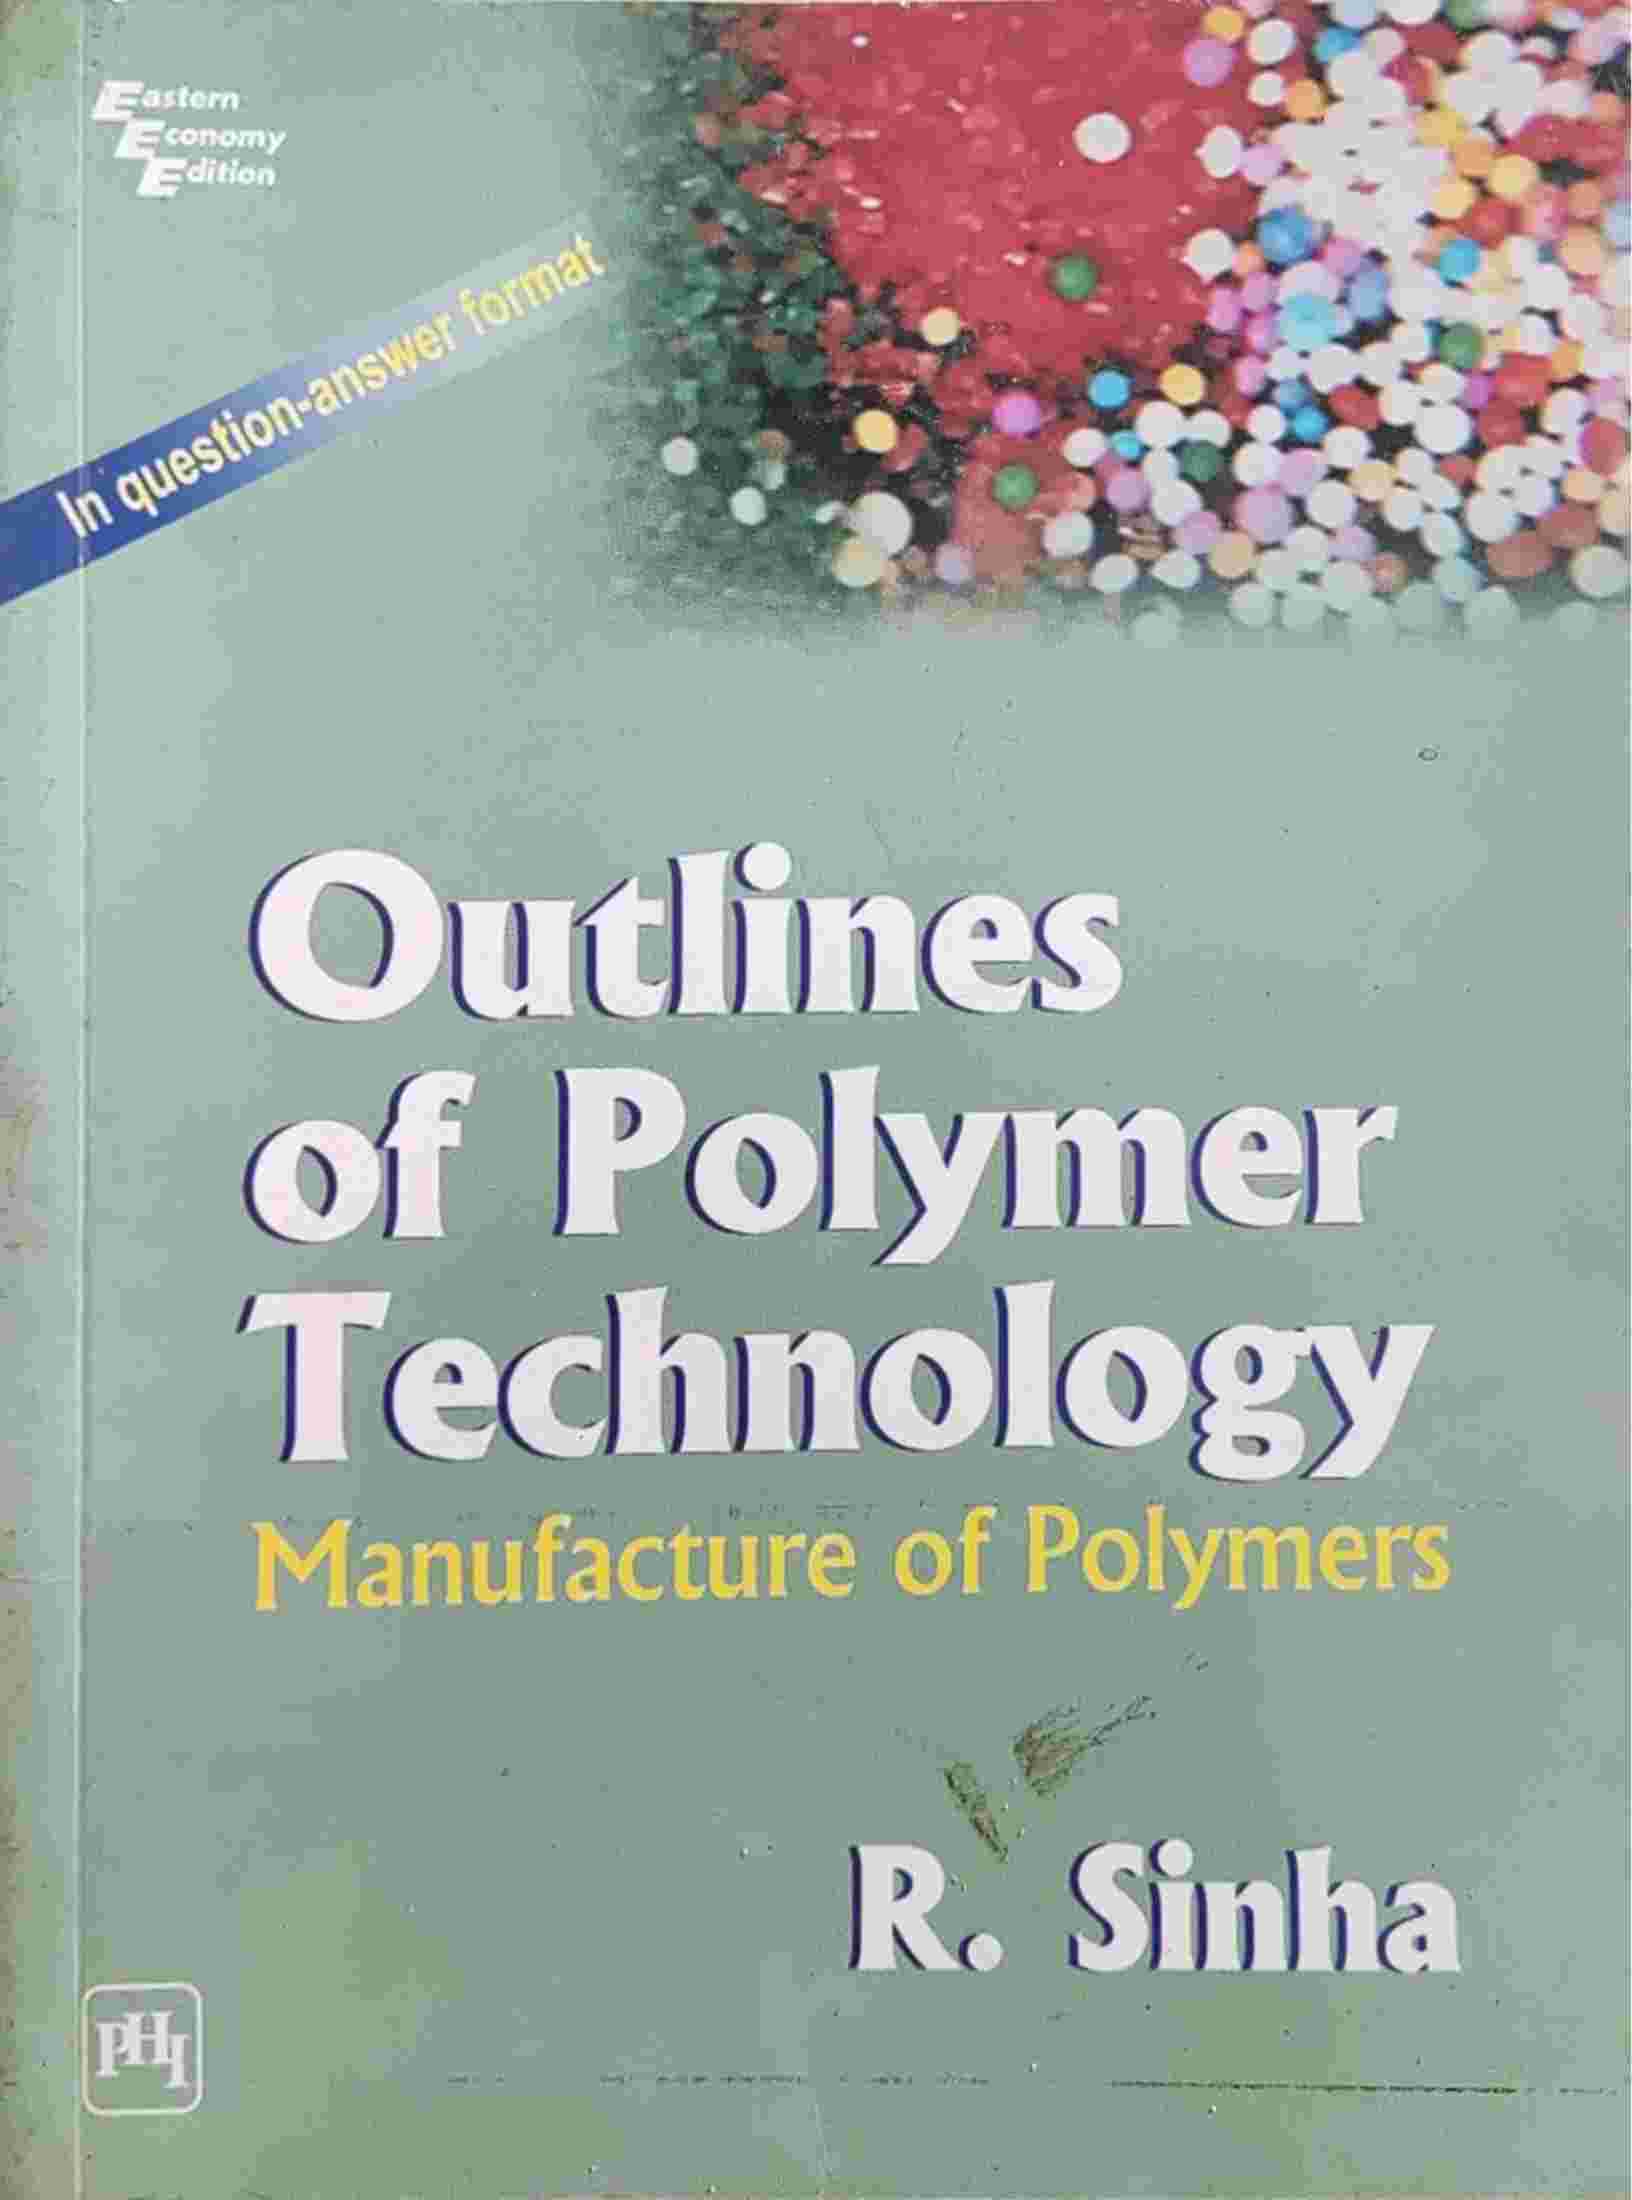 Eastern
Economy
Edition
In question-answer format
Outlines
of Polymer
Technology
Manufacture of Polymers
R. Sinha
PHI